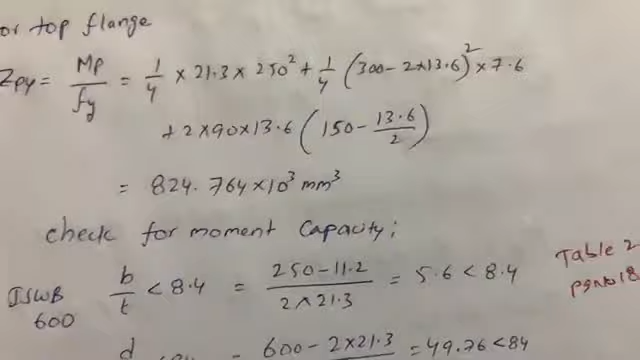 or top flange
Zpy = Mp/fy = 1/4 × 21.3 × 250² + 1/4 (300 - 2×13.6)² × 7.6
+ 2×90×13.6 (150 - 13.6/2)
= 824.764×10³ mm³
check for moment capacity;
ISWB 600 b/t < 8.4 = 250-11.2/2×21.3 = 5.6 < 8.4 Table 2 pgno 18
d = 600 - 2×21.3 = 49.76 < 84